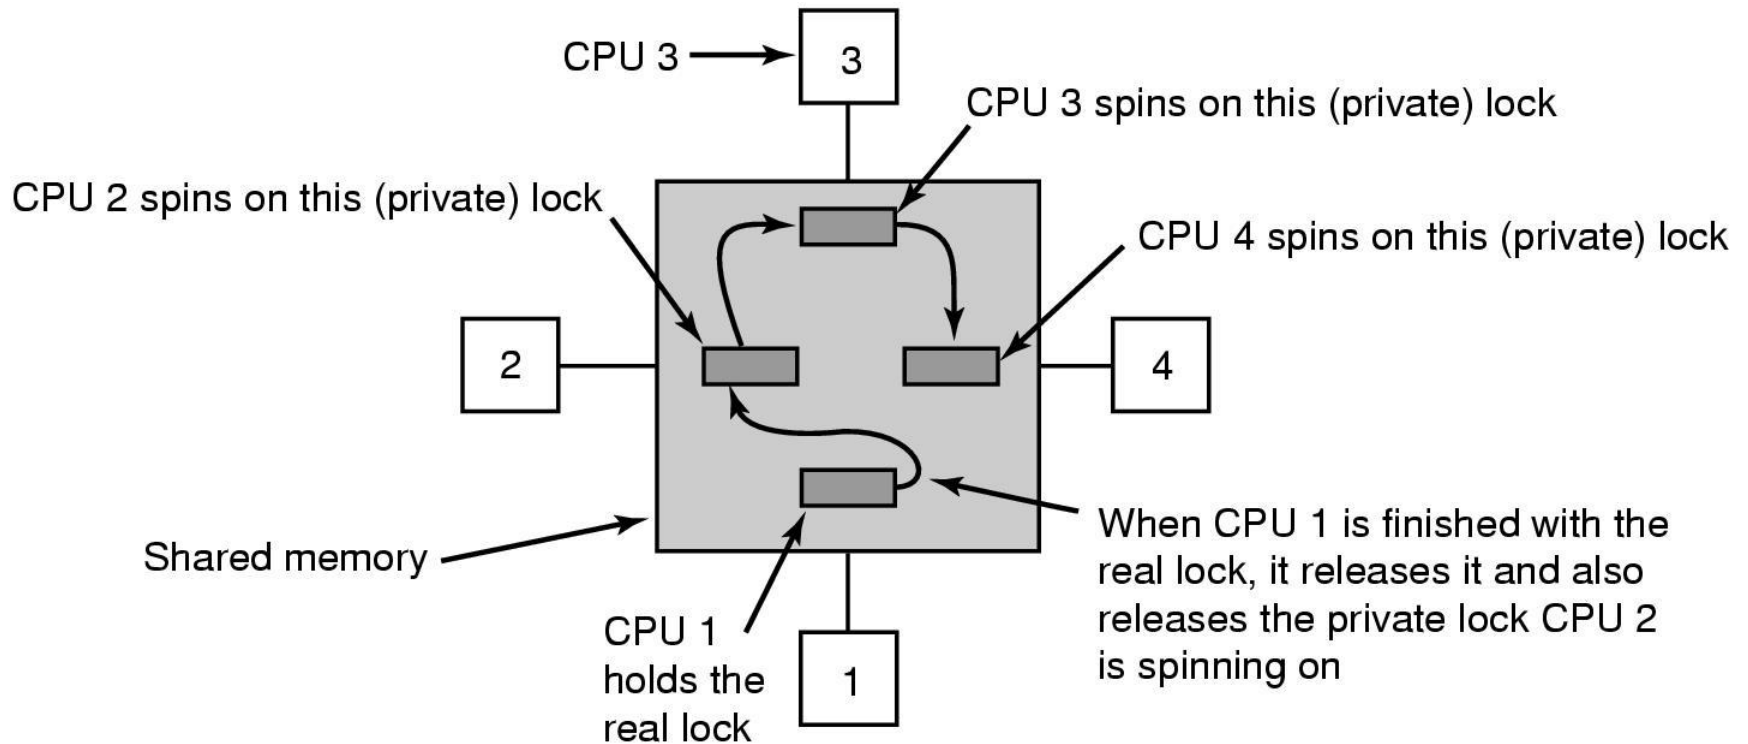 CPU 3
3
CPU 3 spins on this (private) lock
CPU 2 spins on this (private) lock
CPU 4 spins on this (private) lock
2
4
Shared memory
When CPU 1 is finished with the
real lock, it releases it and also
releases the private lock CPU 2
is spinning on
CPU 1
holds the
real lock
1